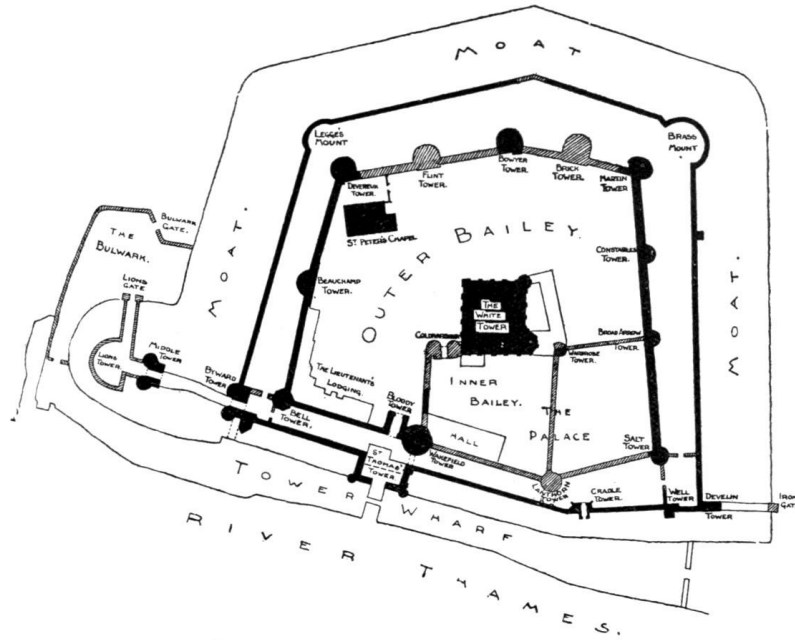 MOAT
LEGGE'S
MOUNT
BRASS
MOUNT
DEVEREUX
TOWER.
FLINT
TOWER.
BOWYER
TOWER.
BRICK
TOWER.
MARTIN
TOWER
ST PETER'S CHAPEL
BULWARK
GATE.
THE
BULWARK.
MOAT.
OUTER BAILEY.
CONSTABLES
TOWER.
MOAT.
LIONS
GATE
BEAUCHAMP
TOWER.
THE
WHITE
TOWER
COLDHARBOUR
BROAD ARROW
TOWER.
WARDROBE
TOWER.
LIONS
TOWER.
MIDDLE
TOWER
BYWARD
TOWER
THE LIEUTENANT'S
LODGING.
BLOODY
TOWER
INNER
BAILEY.
THE
PALACE
BELL
TOWER.
HALL
WAKEFIELD
TOWER
SALT
TOWER
ST
THOMAS'
TOWER
LANTHORN
TOWER
CRADLE
TOWER.
WELL
TOWER
DEVELIN
TOWER
IRON
GATE
TOWER WHARF
RIVER THAMES.